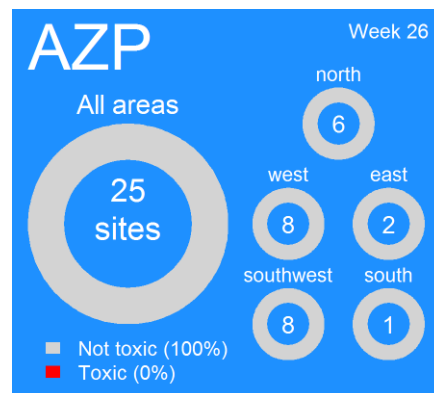 AZP
Week 26
All areas
25
sites
north
6
west
8
east
2
southwest
8
south
1
Not toxic (100%)
Toxic (0%)